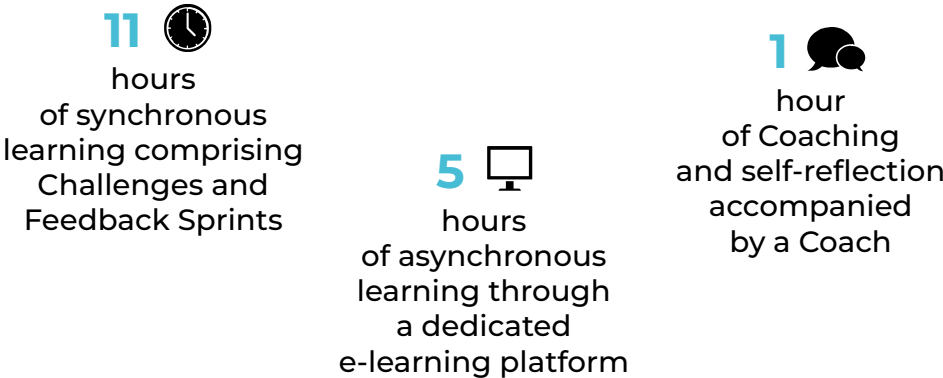 11
hours
of synchronous
learning comprising
Challenges and
Feedback Sprints
5
hours
of asynchronous
learning through
a dedicated
e-learning platform
1
hour
of Coaching
and self-reflection
accompanied
by a Coach